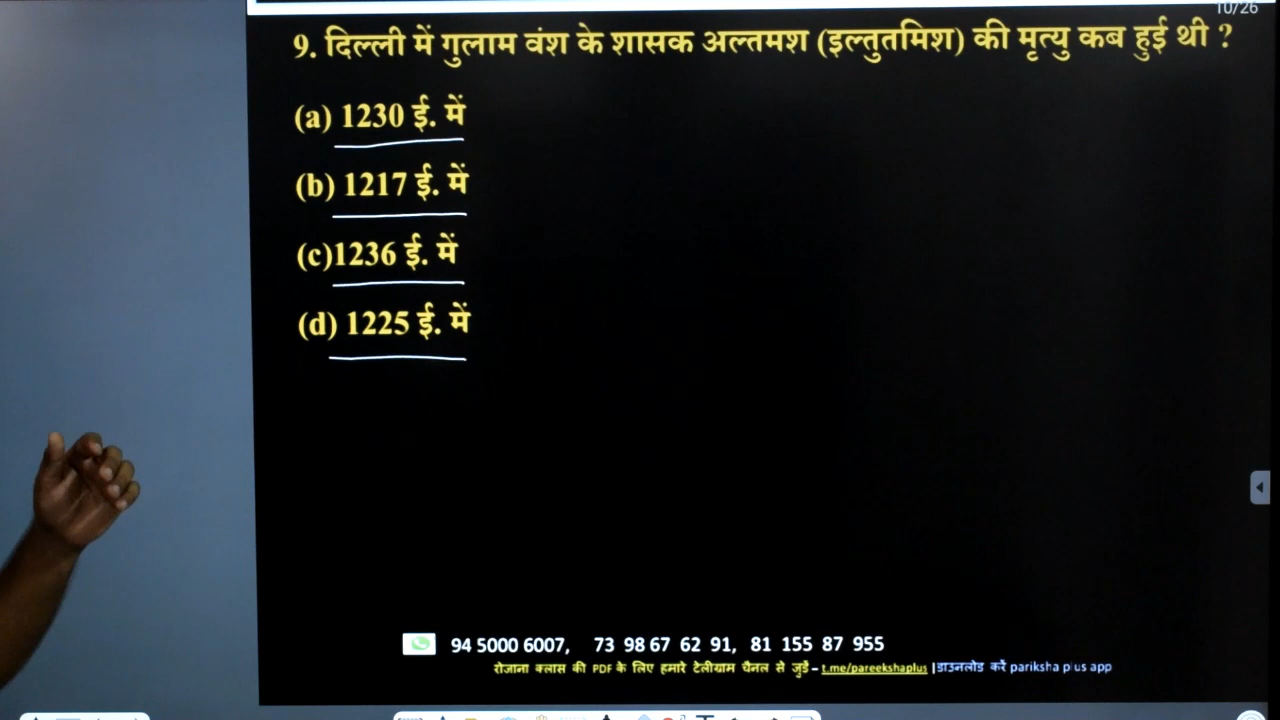 10/26
9. दिल्ली में गुलाम वंश के शासक अल्तमश (इल्तुतमिश) की मृत्यु कब हुई थी ?
(a) 1230 ई. में
(b) 1217 ई. में
(c)1236 ई. में
(d) 1225 ई. में
94 5000 6007, 73 98 67 62 91, 81 155 87 955
रोजाना क्लास की PDF के लिए हमारे टेलीग्राम चैनल से जुड़ें – t.me/pareekshaplus |डाउनलोड करें pariksha plus app